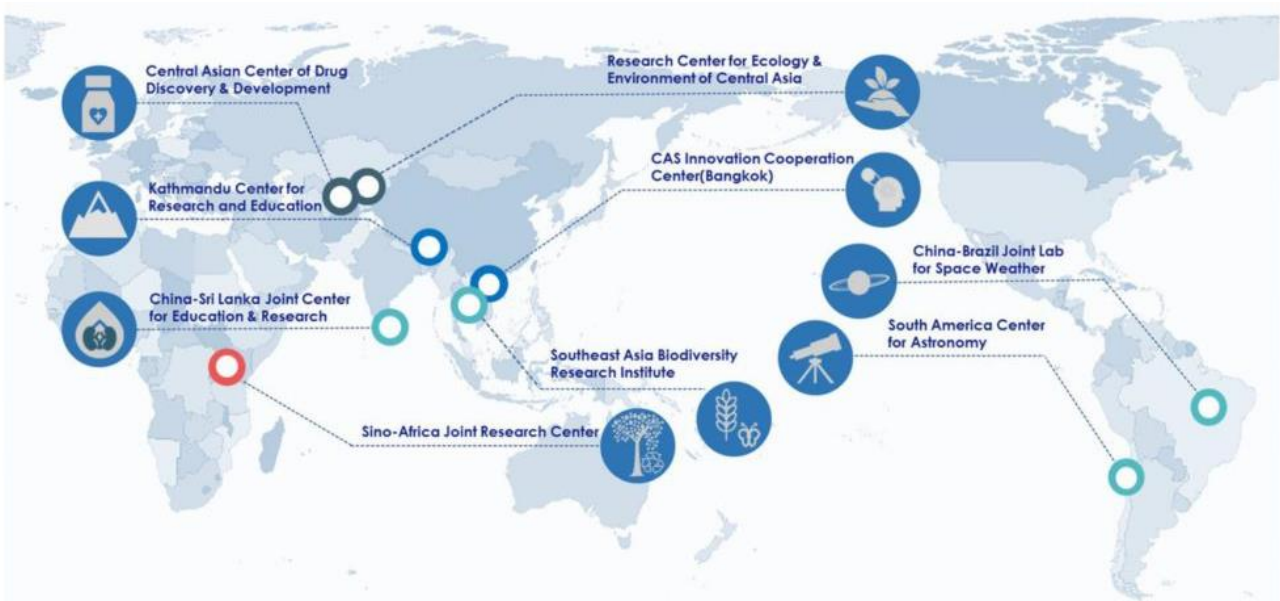 Central Asian Center of Drug
Discovery & Development
Research Center for Ecology &
Environment of Central Asia
Kathmandu Center for
Research and Education
CAS Innovation Cooperation
Center(Bangkok)
China-Brazil Joint Lab
for Space Weather
China-Sri Lanka Joint Center
for Education & Research
South America Center
for Astronomy
Southeast Asia Biodiversity
Research Institute
Sino-Africa Joint Research Center